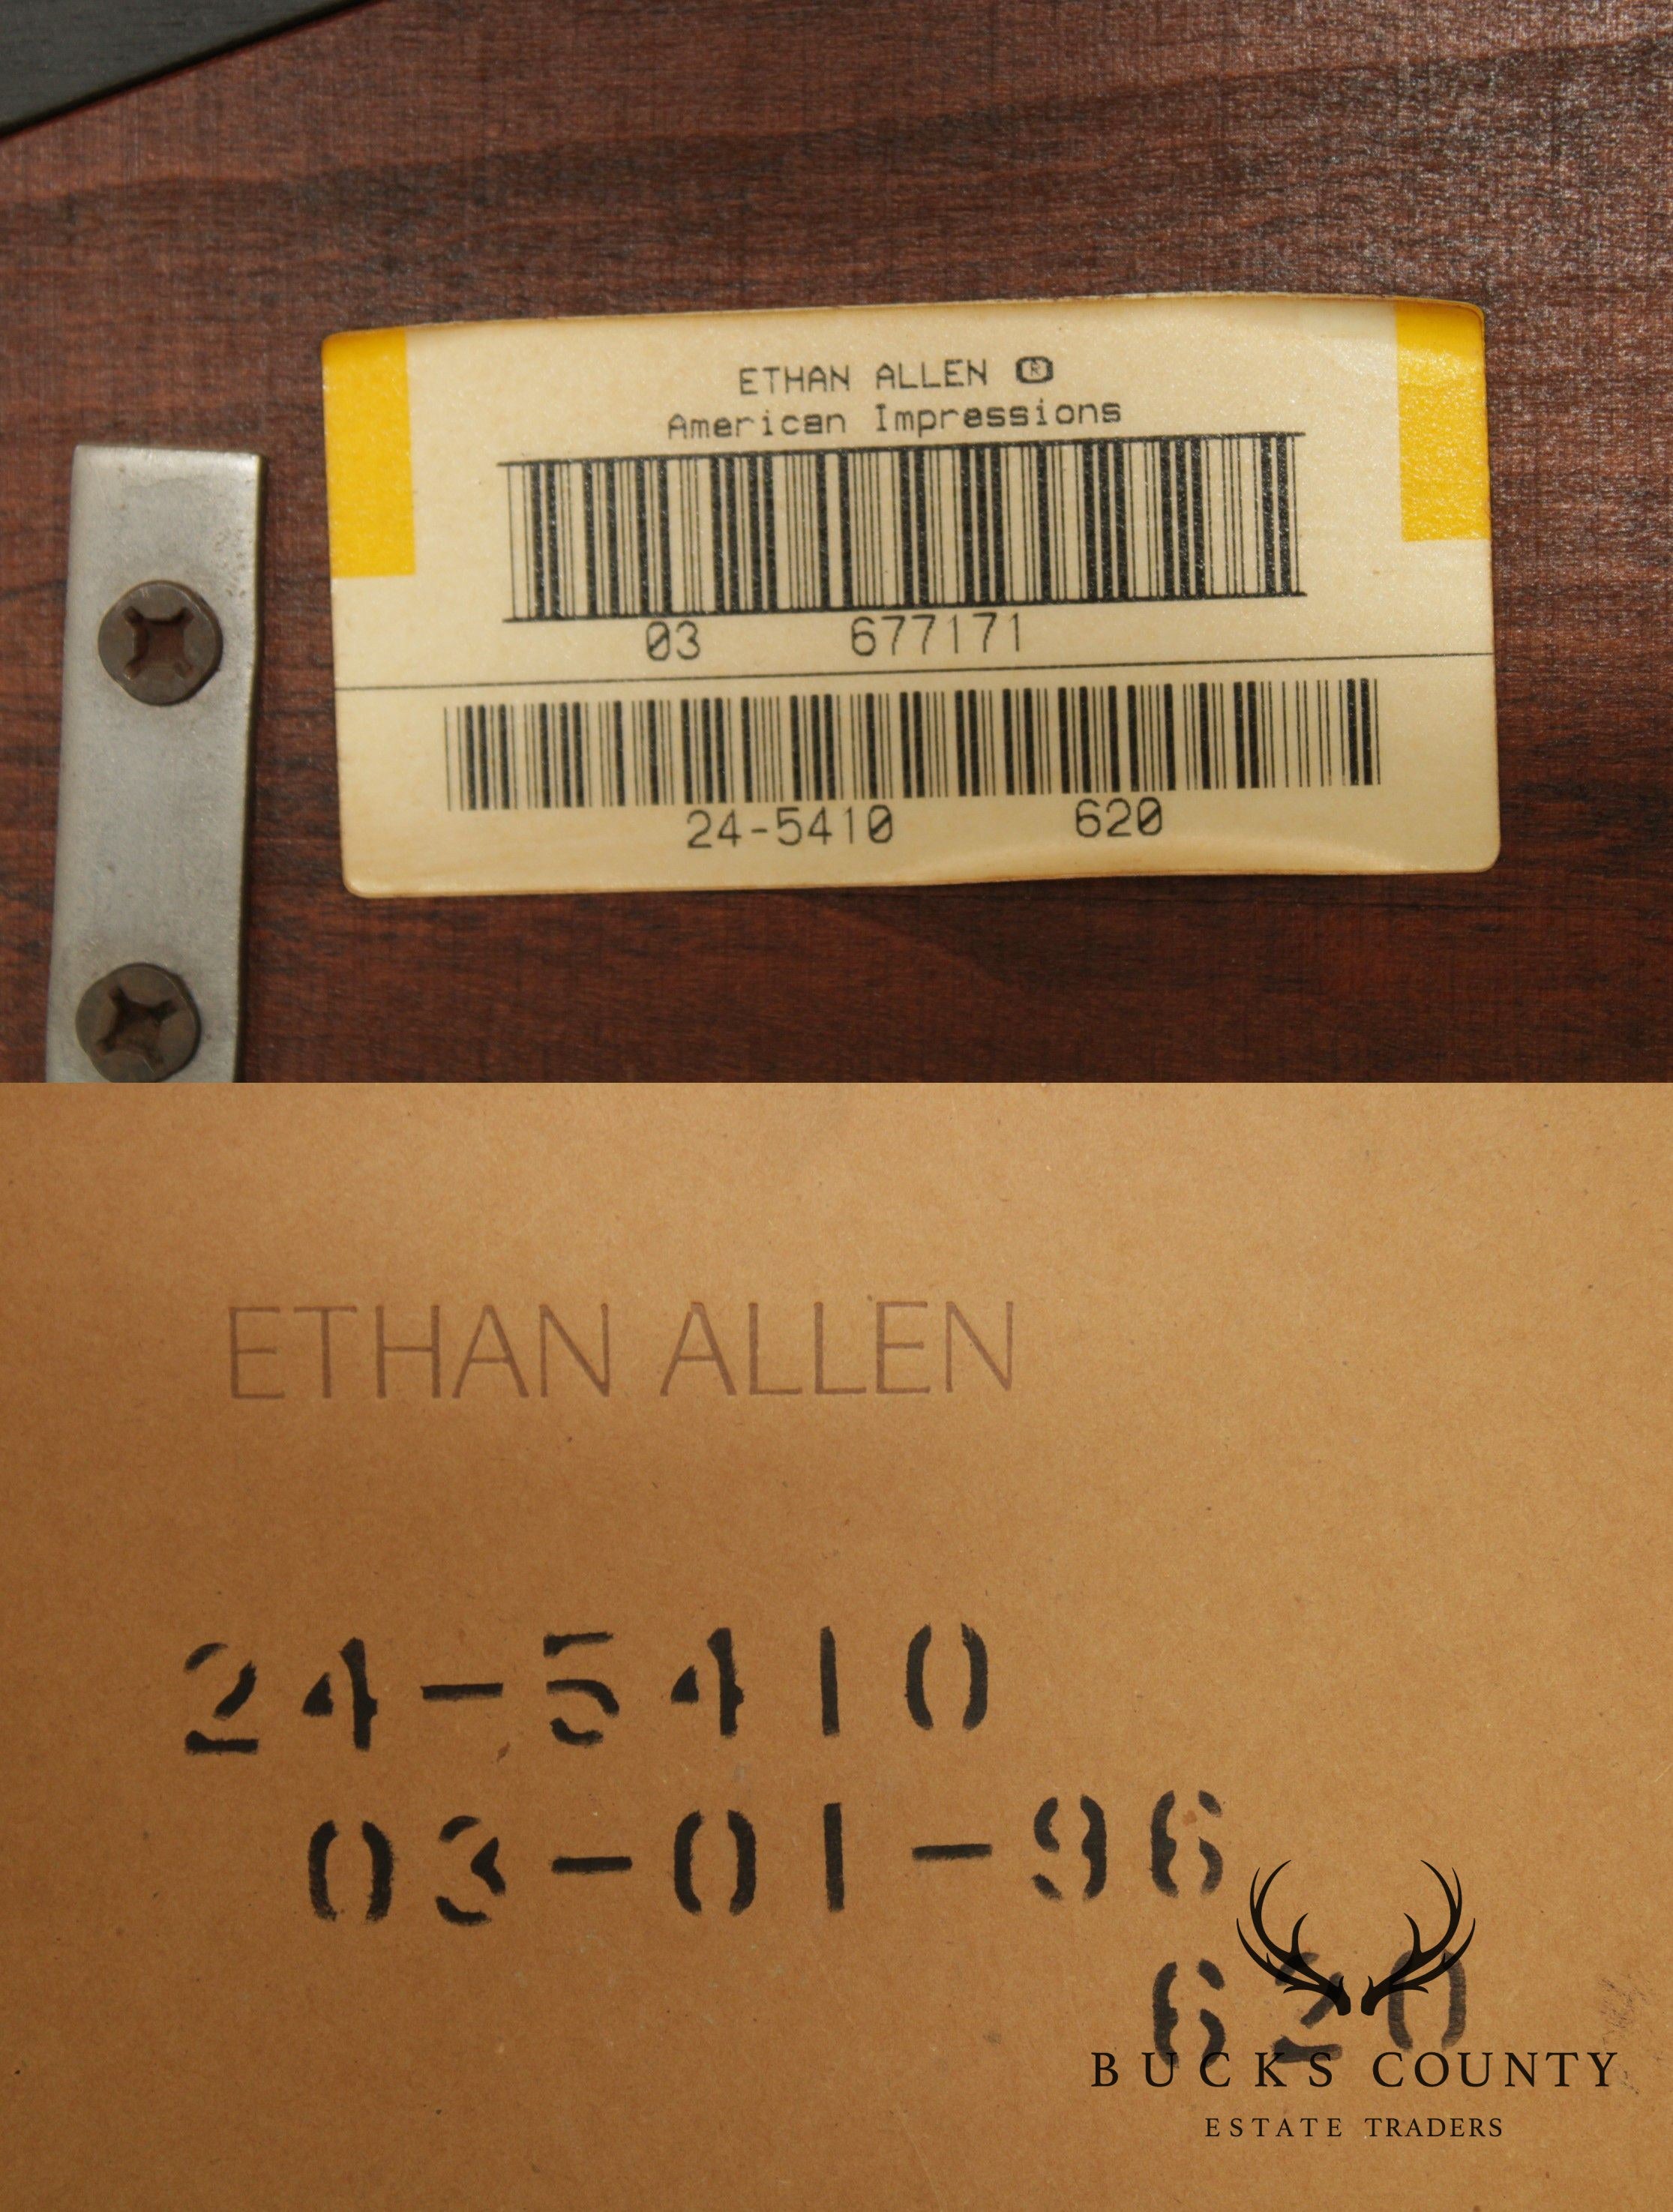 ETHAN ALLEN ®
American Impressions
03 677171
24-5410 620
ETHAN ALLEN
24-5410
03-01-96
620
BUCKS COUNTY
ESTATE TRADERS